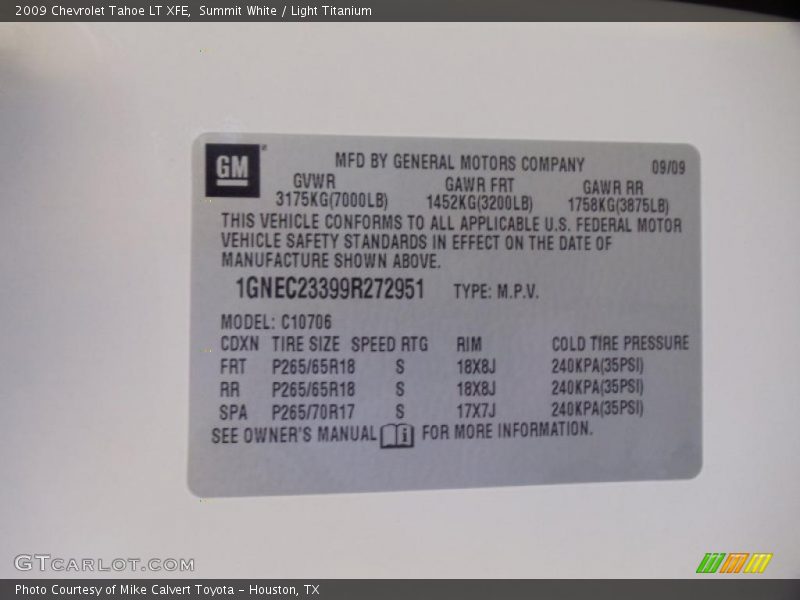 2009 Chevrolet Tahoe LT XFE, Summit White / Light Titanium
GM
MFD BY GENERAL MOTORS COMPANY 09/09
GVWR GAWR FRT GAWR RR
3175KG(7000LB) 1452KG(3200LB) 1758KG(3875LB)
THIS VEHICLE CONFORMS TO ALL APPLICABLE U.S. FEDERAL MOTOR
VEHICLE SAFETY STANDARDS IN EFFECT ON THE DATE OF
MANUFACTURE SHOWN ABOVE.
1GNEC23399R272951 TYPE: M.P.V.
MODEL: C10706
CDXN TIRE SIZE SPEED RTG RIM COLD TIRE PRESSURE
FRT P265/65R18 S 18X8J 240KPA(35PSI)
RR P265/65R18 S 18X8J 240KPA(35PSI)
SPA P265/70R17 S 17X7J 240KPA(35PSI)
SEE OWNER'S MANUAL i FOR MORE INFORMATION.
GTCARLOT.COM
Photo Courtesy of Mike Calvert Toyota - Houston, TX